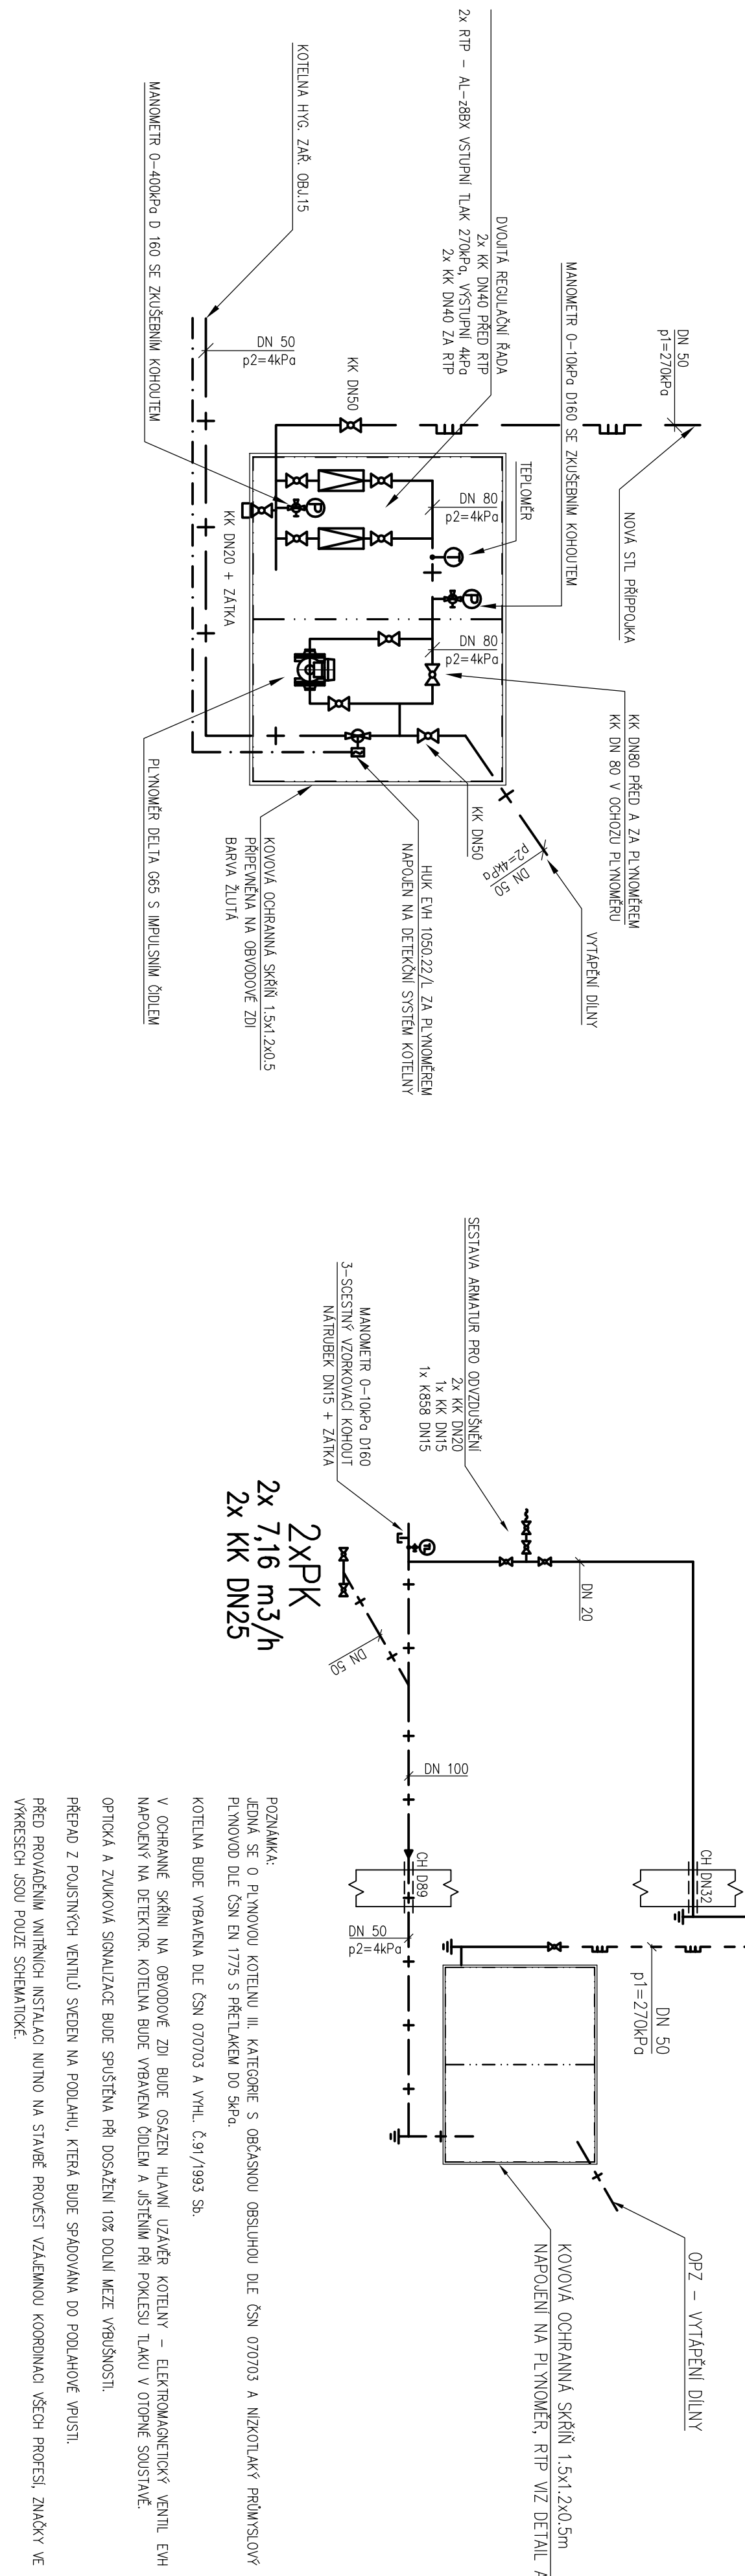 DN 50
p1=270kPa
NOVÁ STL PŘIPPOJKA
MANOMETR 0-10kPa D160 SE ZKUŠEBNÍM KOHOUTEM
TEPLOMĚR
DVOJITÁ REGULAČNÍ ŘADA
2x KK DN40 PŘED RTP
2x RTP - AL-z8BX VSTUPNÍ TLAK 270kPa, VÝSTUPNÍ 4kPa
2x KK DN40 ZA RTP
KK DN50
KOTELNA HYG. ZAŘ. OBJ.15
DN 50
p2=4kPa
MANOMETR 0-400kPa D 160 SE ZKUŠEBNÍM KOHOUTEM
KK DN20 + ZÁTKA
DN 80
p2=4kPa
DN 80
p2=4kPa
KK DN80 PŘED A ZA PLYNOMĚREM
KK DN 80 V OCHOZU PLYNOMĚRU
VYTÁPĚNÍ DÍLNY
DN 50
p2=4kPa
KK DN50
HUK EVH 1050.22/L ZA PLYNOMĚREM
NAPOJEN NA DETEKČNÍ SYSTÉM KOTELNY
KOVOVÁ OCHRANNÁ SKŘÍŇ 1.5x1.2x0.5
PŘIPEVNĚNA NA OBVODOVÉ ZDI
BARVA ŽLUTÁ
PLYNOMĚR DELTA G65 S IMPULSNÍM ČIDLEM
SESTAVA ARMATUR PRO ODVZDUŠNĚNÍ
2x KK DN20
1x KK DN15
1x K858 DN15
MANOMETR 0-10kPa D160
3-SCESTNÝ VZORKOVACÍ KOHOUT
NÁTRUBEK DN15 + ZÁTKA
2xPK
2x 7,16 m3/h
2x KK DN25
DN 20
DN 50
DN 100
CH D89
CH DN32
DN 50
p2=4kPa
DN 50
p1=270kPa
OPZ - VYTÁPĚNÍ DÍLNY
KOVOVÁ OCHRANNÁ SKŘÍŇ 1.5x1.2x0.5m
NAPOJENÍ NA PLYNOMĚR, RTP VIZ DETAIL A
POZNÁMKA:
JEDNÁ SE O PLYNOVOU KOTELNU III. KATEGORIE S OBČASNOU OBSLUHOU DLE ČSN 070703 A NÍZKOTLAKÝ PRŮMYSLOVÝ
PLYNOVOD DLE ČSN EN 1775 S PŘETLAKEM DO 5kPa.
KOTELNA BUDE VYBAVENA DLE ČSN 070703 A VYHL. Č.91/1993 Sb.
V OCHRANNÉ SKŘÍNI NA OBVODOVÉ ZDI BUDE OSAZEN HLAVNÍ UZÁVĚR KOTELNY - ELEKTROMAGNETICKÝ VENTIL EVH
NAPOJENÝ NA DETEKTOR. KOTELNA BUDE VYBAVENA ČIDLEM A JIŠTĚNÍM PŘI POKLESU TLAKU V OTOPNÉ SOUSTAVĚ.
OPTICKÁ A ZVUKOVÁ SIGNALIZACE BUDE SPUŠTĚNA PŘI DOSAŽENÍ 10% DOLNÍ MEZE VÝBUŠNOSTI.
PŘEPAD Z POJISTNÝCH VENTILŮ SVEDEN NA PODLAHU, KTERÁ BUDE SPÁDOVÁNA DO PODLAHOVÉ VPUSTI.
PŘED PROVÁDĚNÍM VNITŘNÍCH INSTALACI NUTNO NA STAVBĚ PROVÉST VZÁJEMNOU KOORDINACI VŠECH PROFESÍ, ZNAČKY VE
VÝKRESECH JSOU POUZE SCHEMATICKÉ.